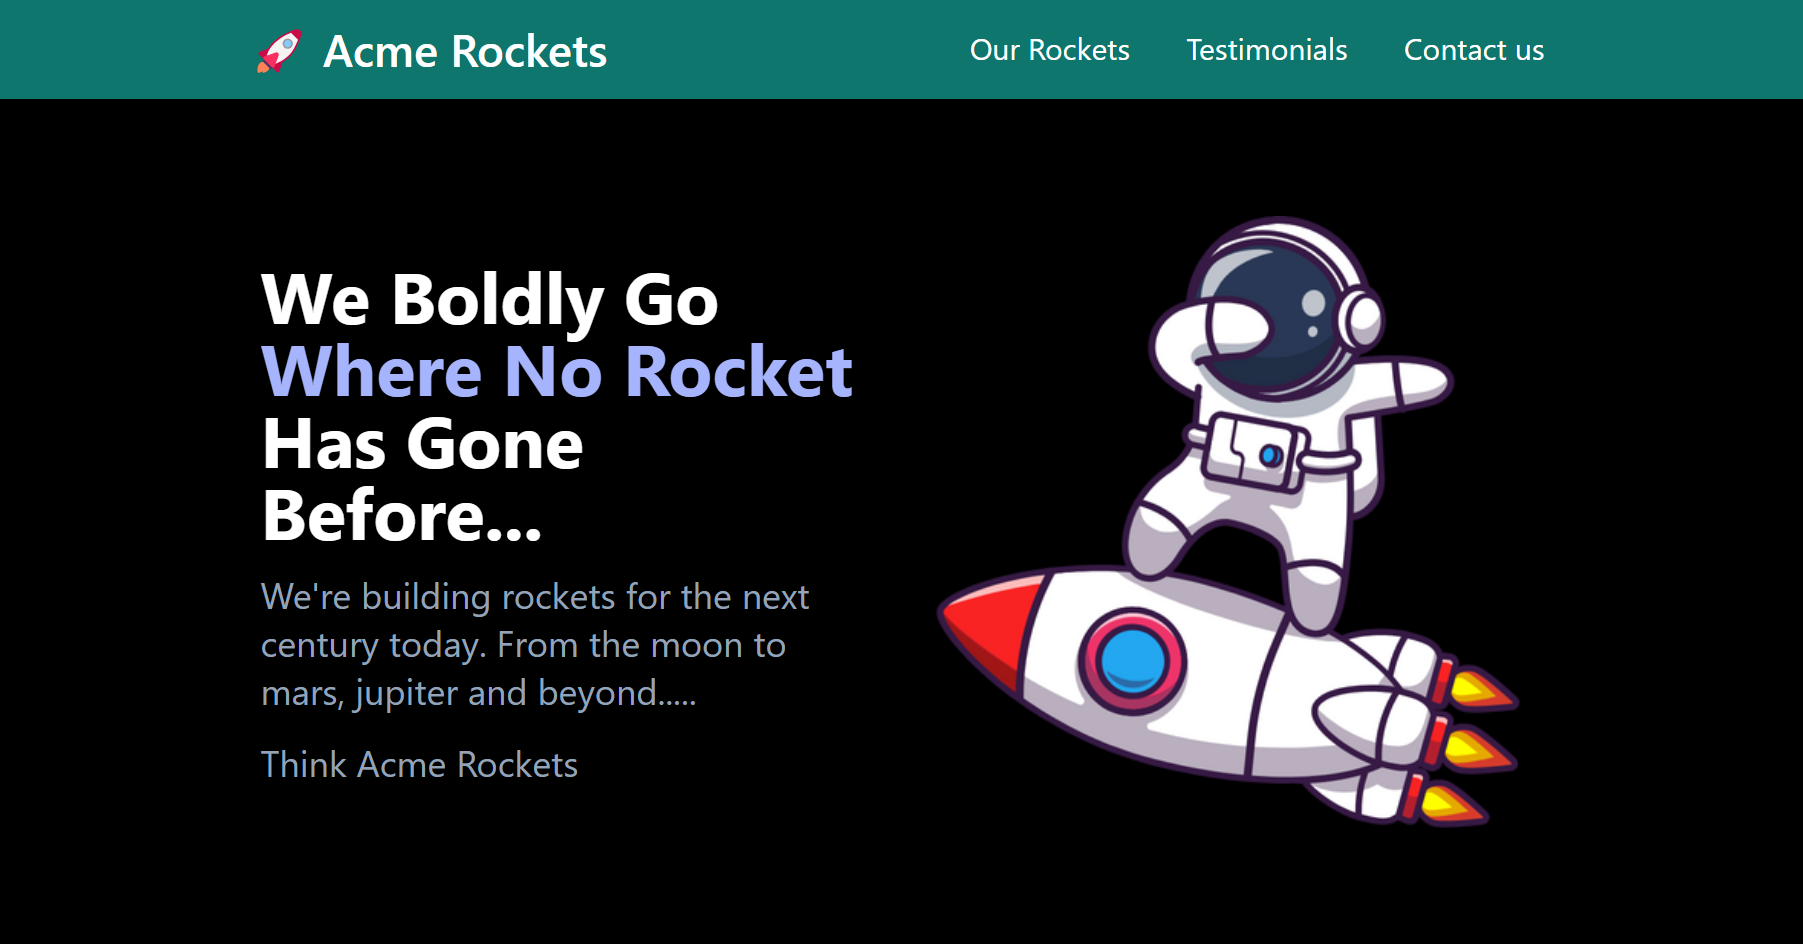 🚀 Acme Rockets
Our Rockets
Testimonials
Contact us
We Boldly Go
Where No Rocket
Has Gone
Before...
We're building rockets for the next
century today. From the moon to
mars, jupiter and beyond.....
Think Acme Rockets